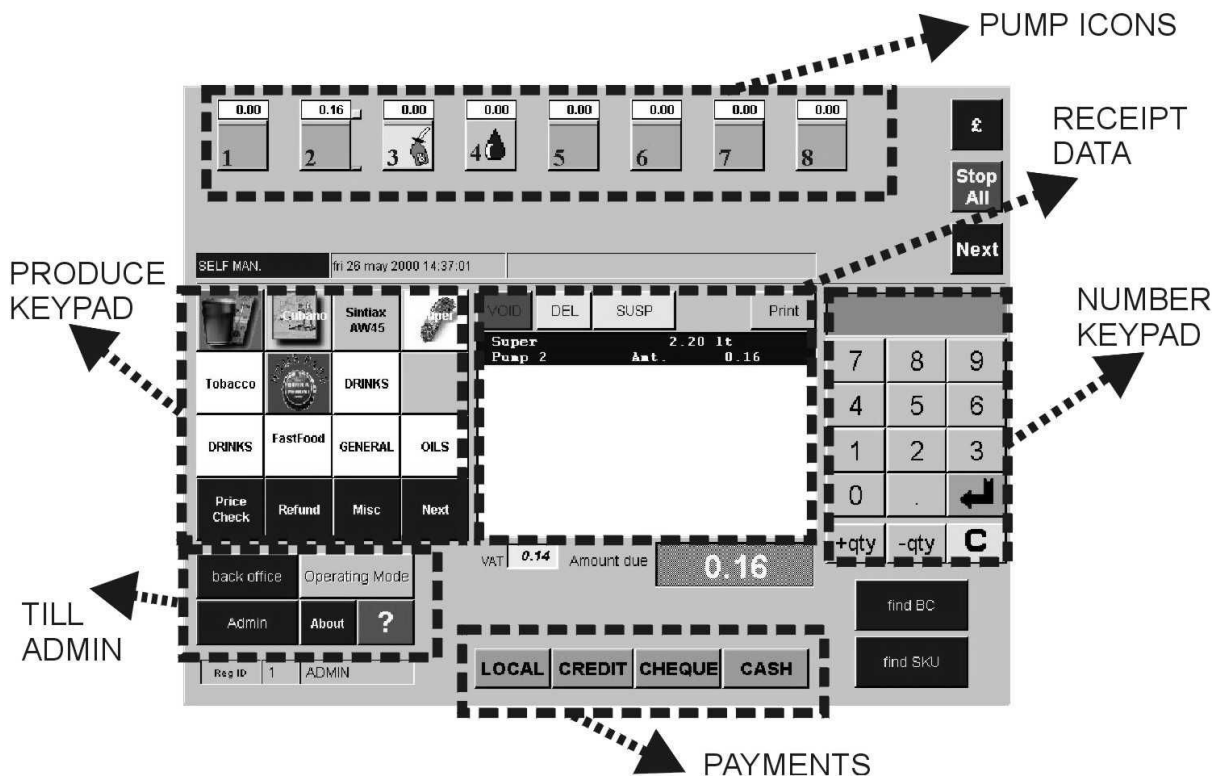 PUMP ICONS
0.00 0.16 0.00 0.00 0.00 0.00 0.00 0.00
1 2 3 4 5 6 7 8
£
Stop
All
Next
RECEIPT
DATA
SELF MAN. fri 26 may 2000 14:37:01
PRODUCE
KEYPAD
Cubano
Sintiax
AW45
Super
Tobacco
DRINKS
DRINKS
FastFood
GENERAL
OILS
Price
Check
Refund
Misc
Next
VOID DEL SUSP Print
Super 2.20 lt
Pump 2 Amt. 0.16
NUMBER
KEYPAD
7 8 9
4 5 6
1 2 3
0 .
+qty -qty C
VAT 0.14 Amount due 0.16
back office Operating Mode
Admin About ?
TILL
ADMIN
Reg ID 1 ADMIN
find BC
find SKU
LOCAL CREDIT CHEQUE CASH
PAYMENTS